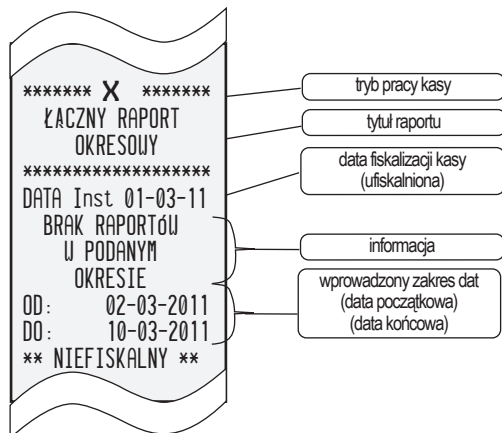 ******* X *******
ŁĄCZNY RAPORT
OKRESOWY
*******************
DATA Inst 01-03-11
BRAK RAPORTóW
W PODANYM
OKRESIE
OD: 02-03-2011
DO: 10-03-2011
** NIEFISKALNY **
tryb pracy kasy
tytuł raportu
data fiskalizacji kasy
(ufiskalniona)
informacja
wprowadzony zakres dat
(data początkowa)
(data końcowa)